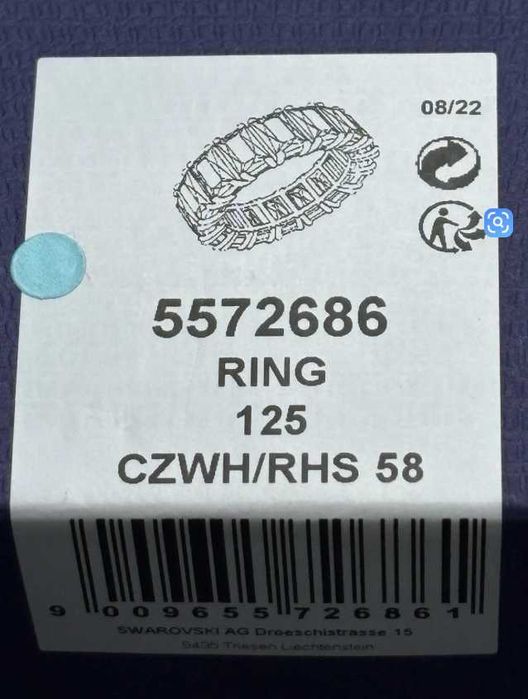 08/22
5572686
RING
125
CZWH/RHS 58
9 009655 726861
SWAROVSKI AG Droeschistrasse 15
9495 Triesen Liechtenstein